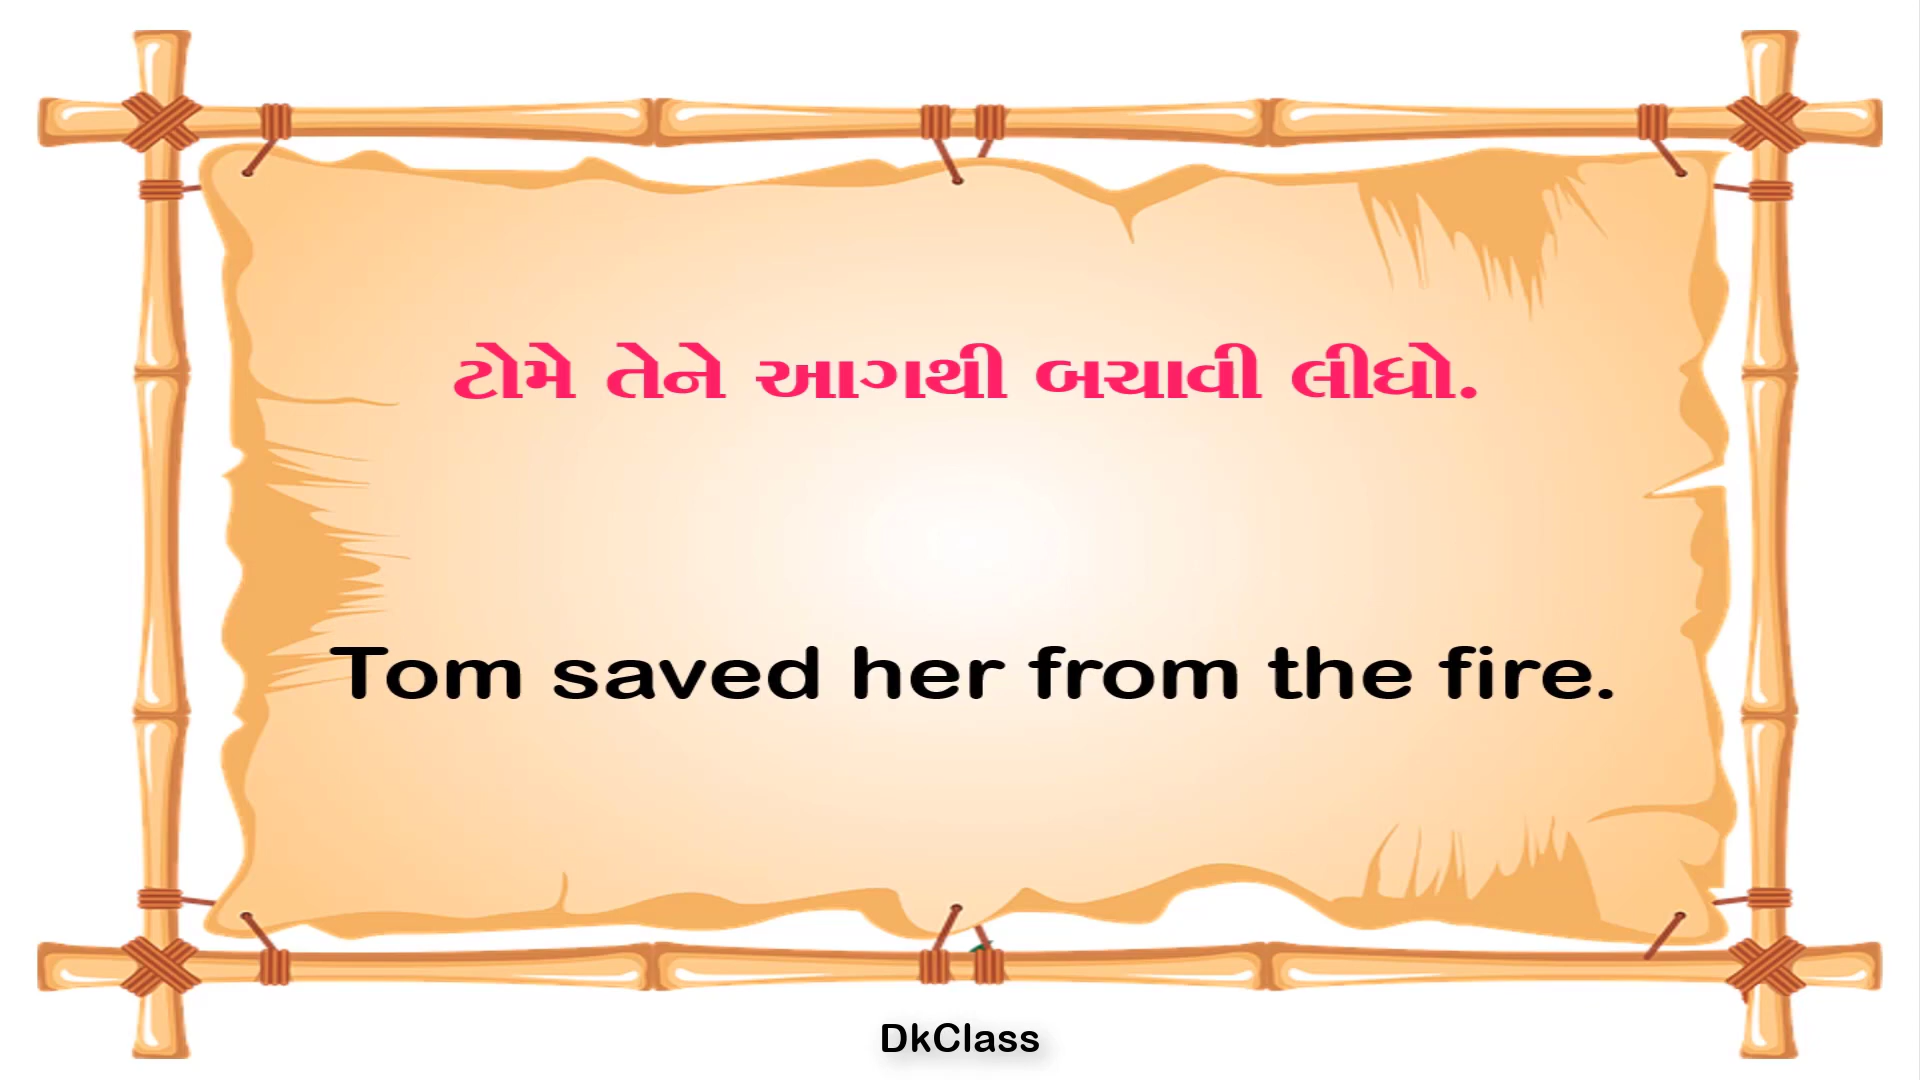 ટોમે તેને આગથી બચાવી લીધો.
Tom saved her from the fire.
DkClass